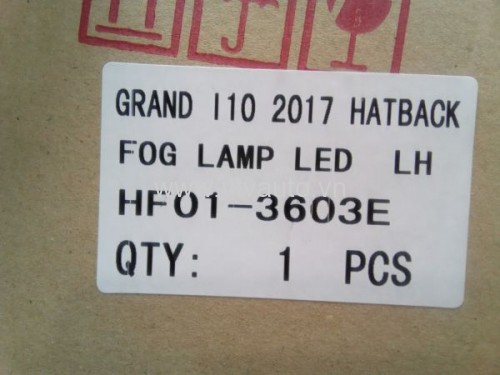 GRAND I10 2017 HATBACK
FOG LAMP LED LH
HF01-3603E
QTY: 1 PCS